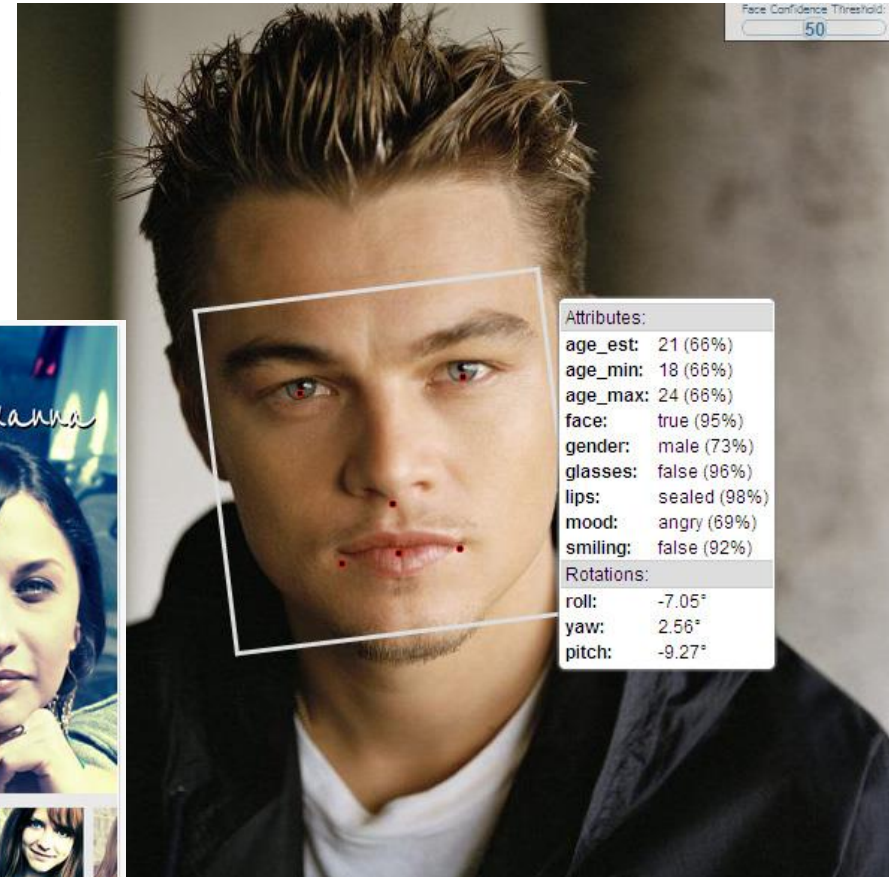 Face Confidence Threshold:
50
Attributes:
age_est: 21 (66%)
age_min: 18 (66%)
age_max: 24 (66%)
face: true (95%)
gender: male (73%)
glasses: false (96%)
lips: sealed (98%)
mood: angry (69%)
smiling: false (92%)
Rotations:
roll: -7.05°
yaw: 2.56°
pitch: -9.27°